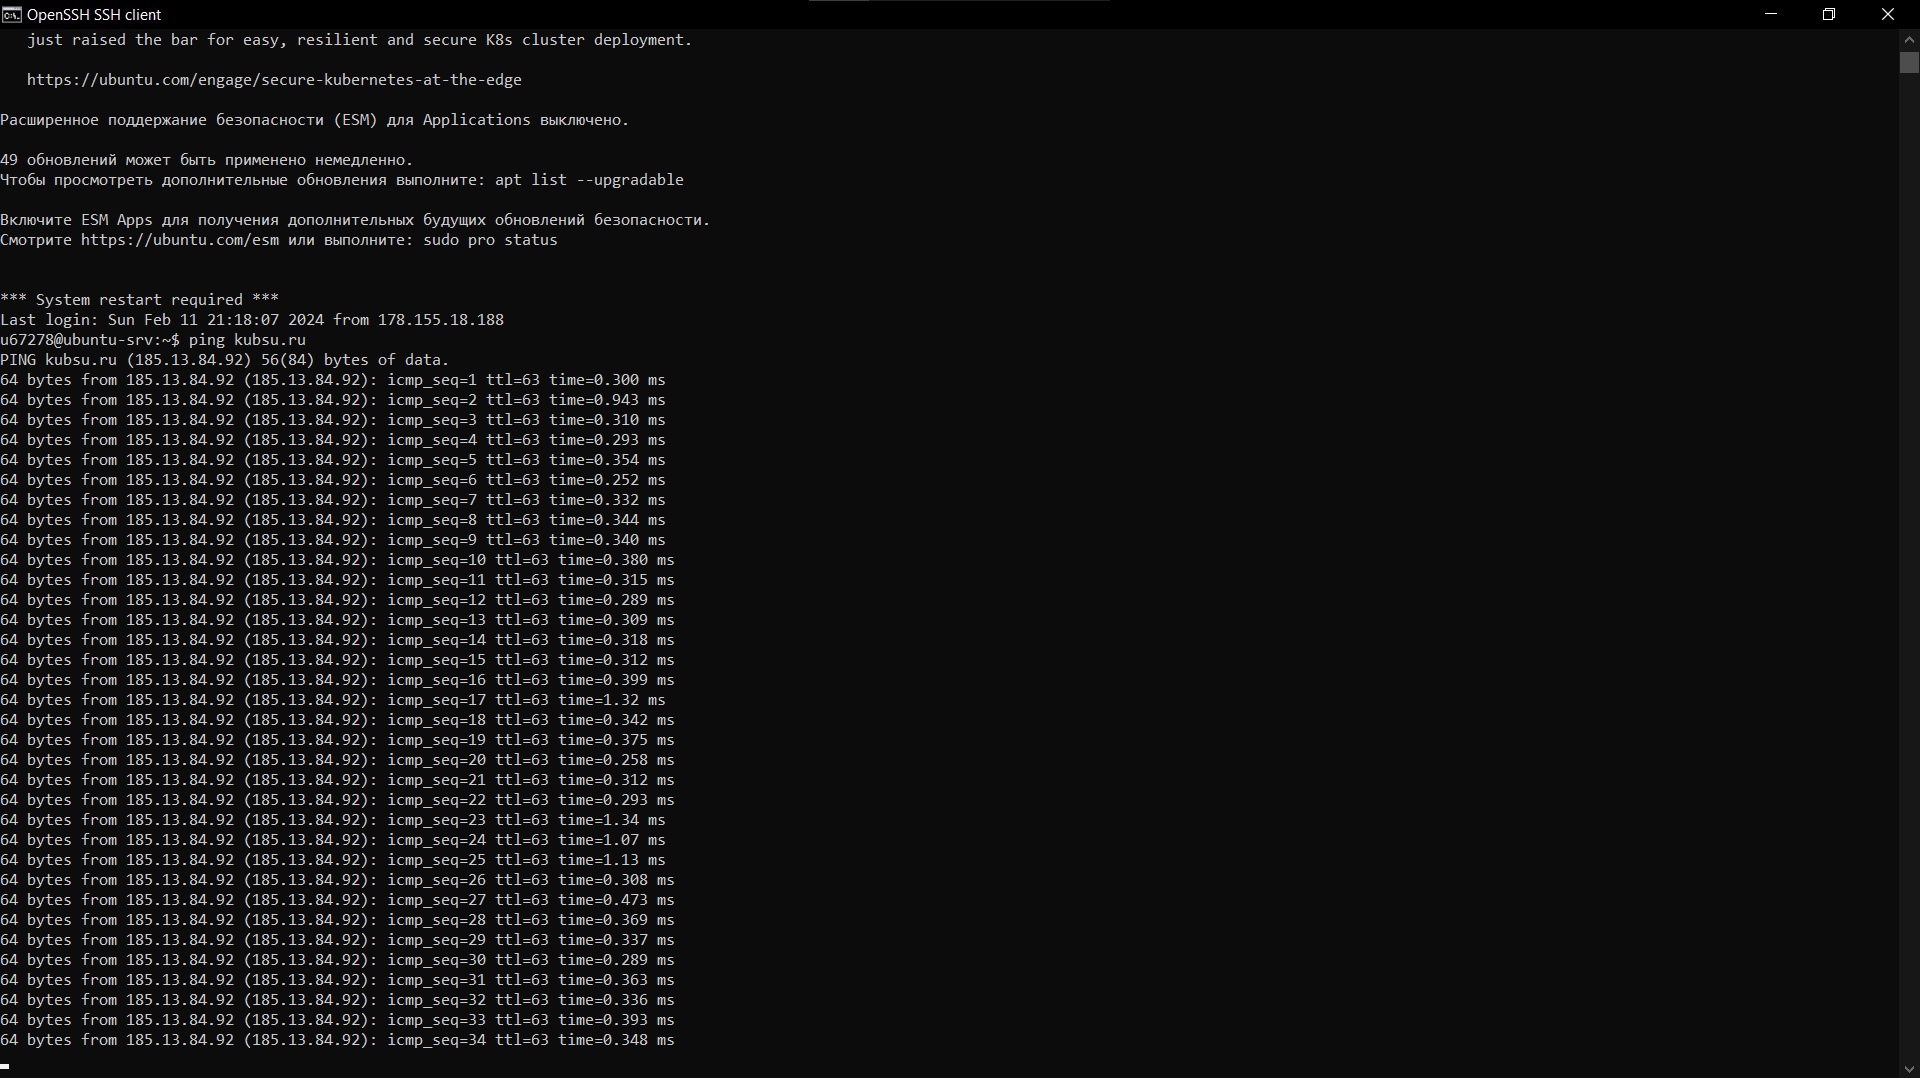 OpenSSH SSH client
just raised the bar for easy, resilient and secure K8s cluster deployment.
https://ubuntu.com/engage/secure-kubernetes-at-the-edge
Расширенное поддержание безопасности (ESM) для Applications выключено.
49 обновлений может быть применено немедленно.
Чтобы просмотреть дополнительные обновления выполните: apt list --upgradable
Включите ESM Apps для получения дополнительных будущих обновлений безопасности.
Смотрите https://ubuntu.com/esm или выполните: sudo pro status
*** System restart required ***
Last login: Sun Feb 11 21:18:07 2024 from 178.155.18.188
u67278@ubuntu-srv:~$ ping kubsu.ru
PING kubsu.ru (185.13.84.92) 56(84) bytes of data.
64 bytes from 185.13.84.92 (185.13.84.92): icmp_seq=1 ttl=63 time=0.300 ms
64 bytes from 185.13.84.92 (185.13.84.92): icmp_seq=2 ttl=63 time=0.943 ms
64 bytes from 185.13.84.92 (185.13.84.92): icmp_seq=3 ttl=63 time=0.310 ms
64 bytes from 185.13.84.92 (185.13.84.92): icmp_seq=4 ttl=63 time=0.293 ms
64 bytes from 185.13.84.92 (185.13.84.92): icmp_seq=5 ttl=63 time=0.354 ms
64 bytes from 185.13.84.92 (185.13.84.92): icmp_seq=6 ttl=63 time=0.252 ms
64 bytes from 185.13.84.92 (185.13.84.92): icmp_seq=7 ttl=63 time=0.332 ms
64 bytes from 185.13.84.92 (185.13.84.92): icmp_seq=8 ttl=63 time=0.344 ms
64 bytes from 185.13.84.92 (185.13.84.92): icmp_seq=9 ttl=63 time=0.340 ms
64 bytes from 185.13.84.92 (185.13.84.92): icmp_seq=10 ttl=63 time=0.380 ms
64 bytes from 185.13.84.92 (185.13.84.92): icmp_seq=11 ttl=63 time=0.315 ms
64 bytes from 185.13.84.92 (185.13.84.92): icmp_seq=12 ttl=63 time=0.289 ms
64 bytes from 185.13.84.92 (185.13.84.92): icmp_seq=13 ttl=63 time=0.309 ms
64 bytes from 185.13.84.92 (185.13.84.92): icmp_seq=14 ttl=63 time=0.318 ms
64 bytes from 185.13.84.92 (185.13.84.92): icmp_seq=15 ttl=63 time=0.312 ms
64 bytes from 185.13.84.92 (185.13.84.92): icmp_seq=16 ttl=63 time=0.399 ms
64 bytes from 185.13.84.92 (185.13.84.92): icmp_seq=17 ttl=63 time=1.32 ms
64 bytes from 185.13.84.92 (185.13.84.92): icmp_seq=18 ttl=63 time=0.342 ms
64 bytes from 185.13.84.92 (185.13.84.92): icmp_seq=19 ttl=63 time=0.375 ms
64 bytes from 185.13.84.92 (185.13.84.92): icmp_seq=20 ttl=63 time=0.258 ms
64 bytes from 185.13.84.92 (185.13.84.92): icmp_seq=21 ttl=63 time=0.312 ms
64 bytes from 185.13.84.92 (185.13.84.92): icmp_seq=22 ttl=63 time=0.293 ms
64 bytes from 185.13.84.92 (185.13.84.92): icmp_seq=23 ttl=63 time=1.34 ms
64 bytes from 185.13.84.92 (185.13.84.92): icmp_seq=24 ttl=63 time=1.07 ms
64 bytes from 185.13.84.92 (185.13.84.92): icmp_seq=25 ttl=63 time=1.13 ms
64 bytes from 185.13.84.92 (185.13.84.92): icmp_seq=26 ttl=63 time=0.308 ms
64 bytes from 185.13.84.92 (185.13.84.92): icmp_seq=27 ttl=63 time=0.473 ms
64 bytes from 185.13.84.92 (185.13.84.92): icmp_seq=28 ttl=63 time=0.369 ms
64 bytes from 185.13.84.92 (185.13.84.92): icmp_seq=29 ttl=63 time=0.337 ms
64 bytes from 185.13.84.92 (185.13.84.92): icmp_seq=30 ttl=63 time=0.289 ms
64 bytes from 185.13.84.92 (185.13.84.92): icmp_seq=31 ttl=63 time=0.363 ms
64 bytes from 185.13.84.92 (185.13.84.92): icmp_seq=32 ttl=63 time=0.336 ms
64 bytes from 185.13.84.92 (185.13.84.92): icmp_seq=33 ttl=63 time=0.393 ms
64 bytes from 185.13.84.92 (185.13.84.92): icmp_seq=34 ttl=63 time=0.348 ms